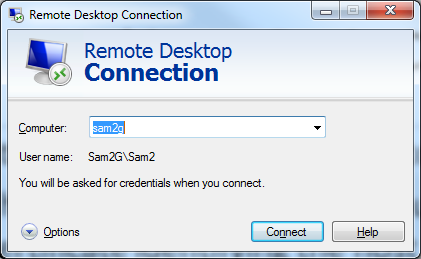 Remote Desktop Connection
Remote Desktop
Connection
Computer: sam2g
User name: Sam2G\Sam2
You will be asked for credentials when you connect.
Options Connect Help